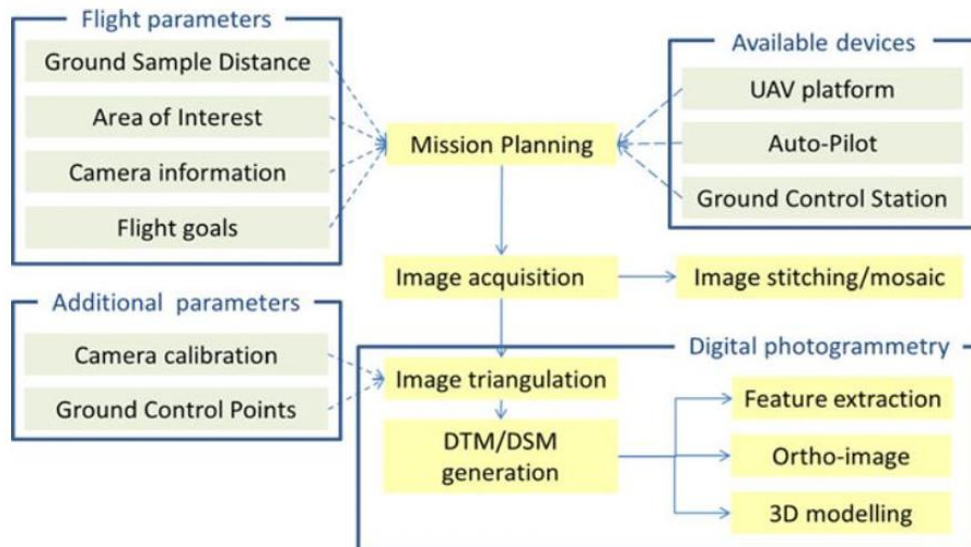 Flight parameters
Ground Sample Distance
Area of Interest
Camera information
Flight goals
Available devices
UAV platform
Auto-Pilot
Ground Control Station
Mission Planning
Image acquisition
Image stitching/mosaic
Additional parameters
Camera calibration
Ground Control Points
Digital photogrammetry
Image triangulation
DTM/DSM
generation
Feature extraction
Ortho-image
3D modelling